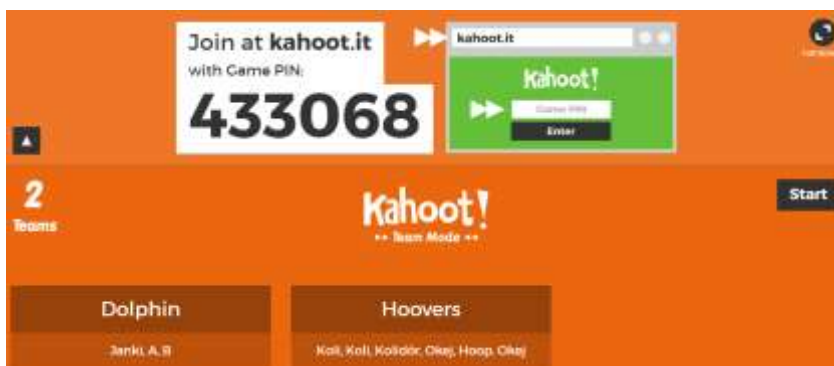 Join at kahoot.it
with Game PIN:
433068
kahoot.it
Kahoot!
Game PIN
Enter
2
Teams
Kahoot!
Team Mode
Start
Dolphin
Janki, A, B
Hoovers
Koli, Koli, Kolidór, Okej, Hoop, Okej